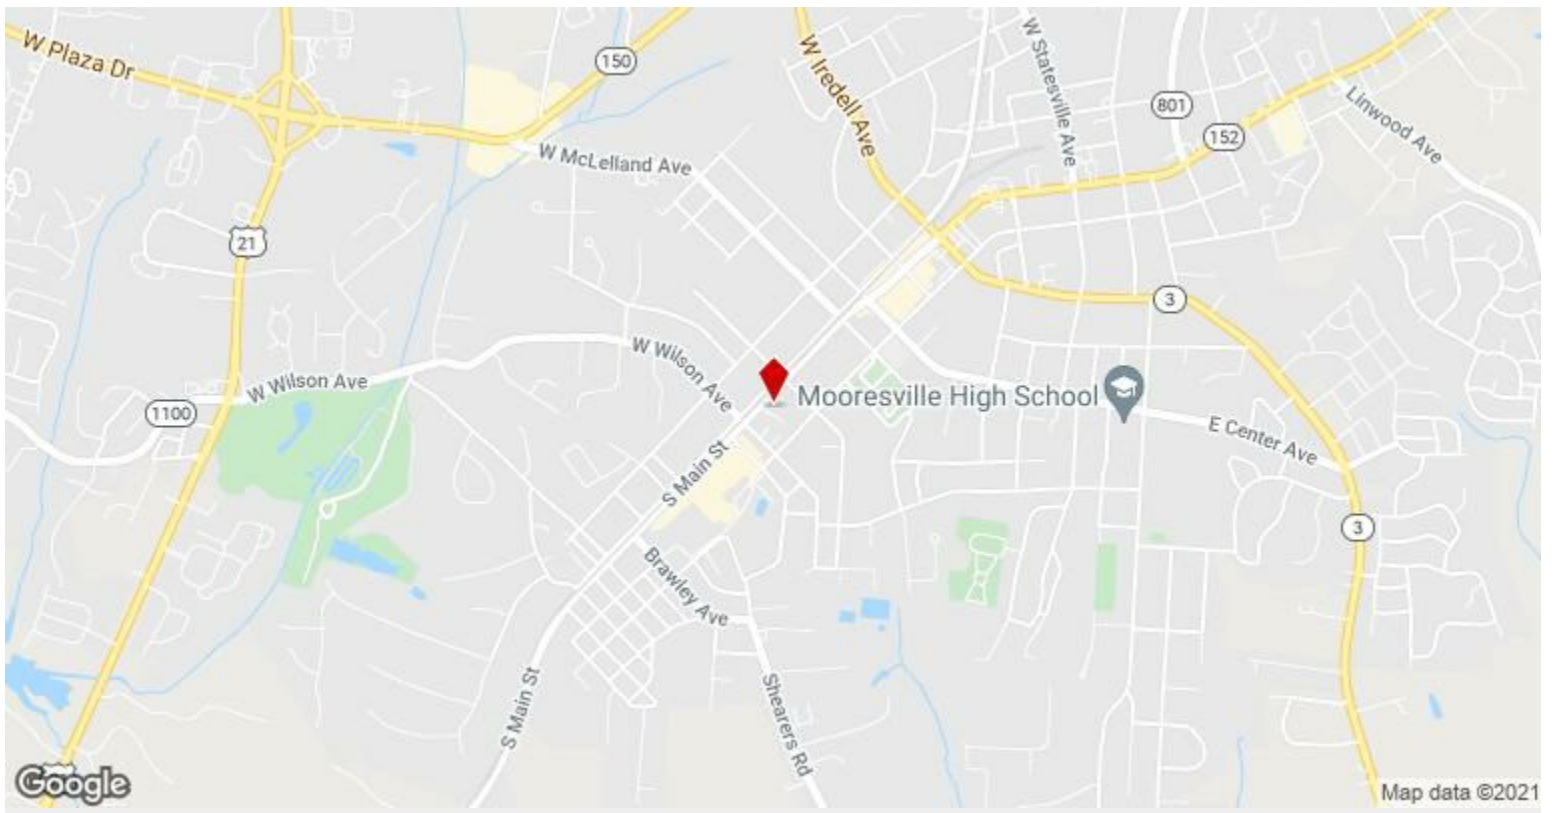 W Plaza Dr
150
W Iredell Ave
W Statesville Ave
801
152
Linwood Ave
W McLelland Ave
21
3
W Wilson Ave
W Wilson Ave
1100
Mooresville High School
E Center Ave
S Main St
3
Brawley Ave
S Main St
Shearers Rd
Google
Map data ©2021